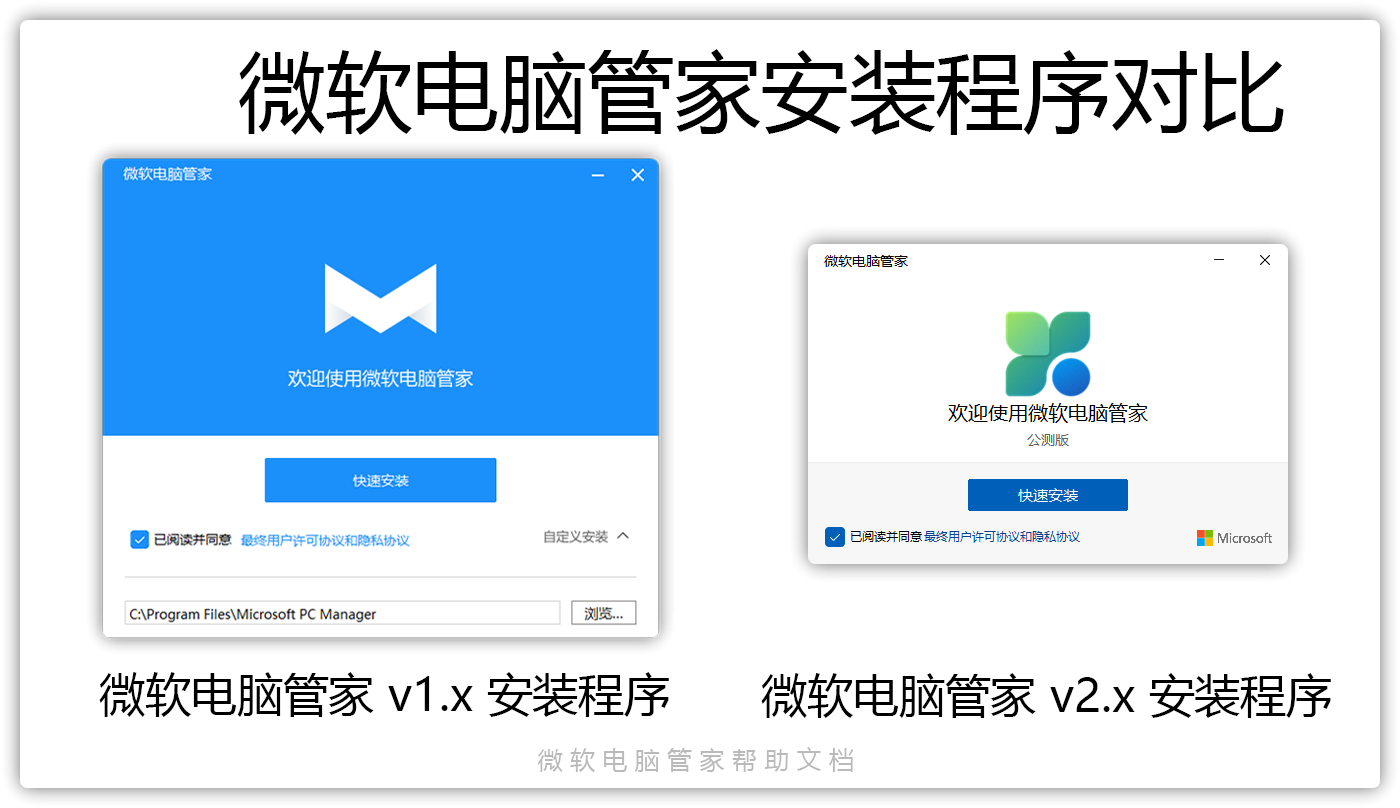 微软电脑管家安装程序对比
微软电脑管家
欢迎使用微软电脑管家
快速安装
已阅读并同意 最终用户许可协议和隐私协议
自定义安装
C:\Program Files\Microsoft PC Manager
浏览...
微软电脑管家 v1.x 安装程序
微软电脑管家
欢迎使用微软电脑管家
公测版
快速安装
已阅读并同意 最终用户许可协议和隐私协议
Microsoft
微软电脑管家 v2.x 安装程序
微软电脑管家帮助文档